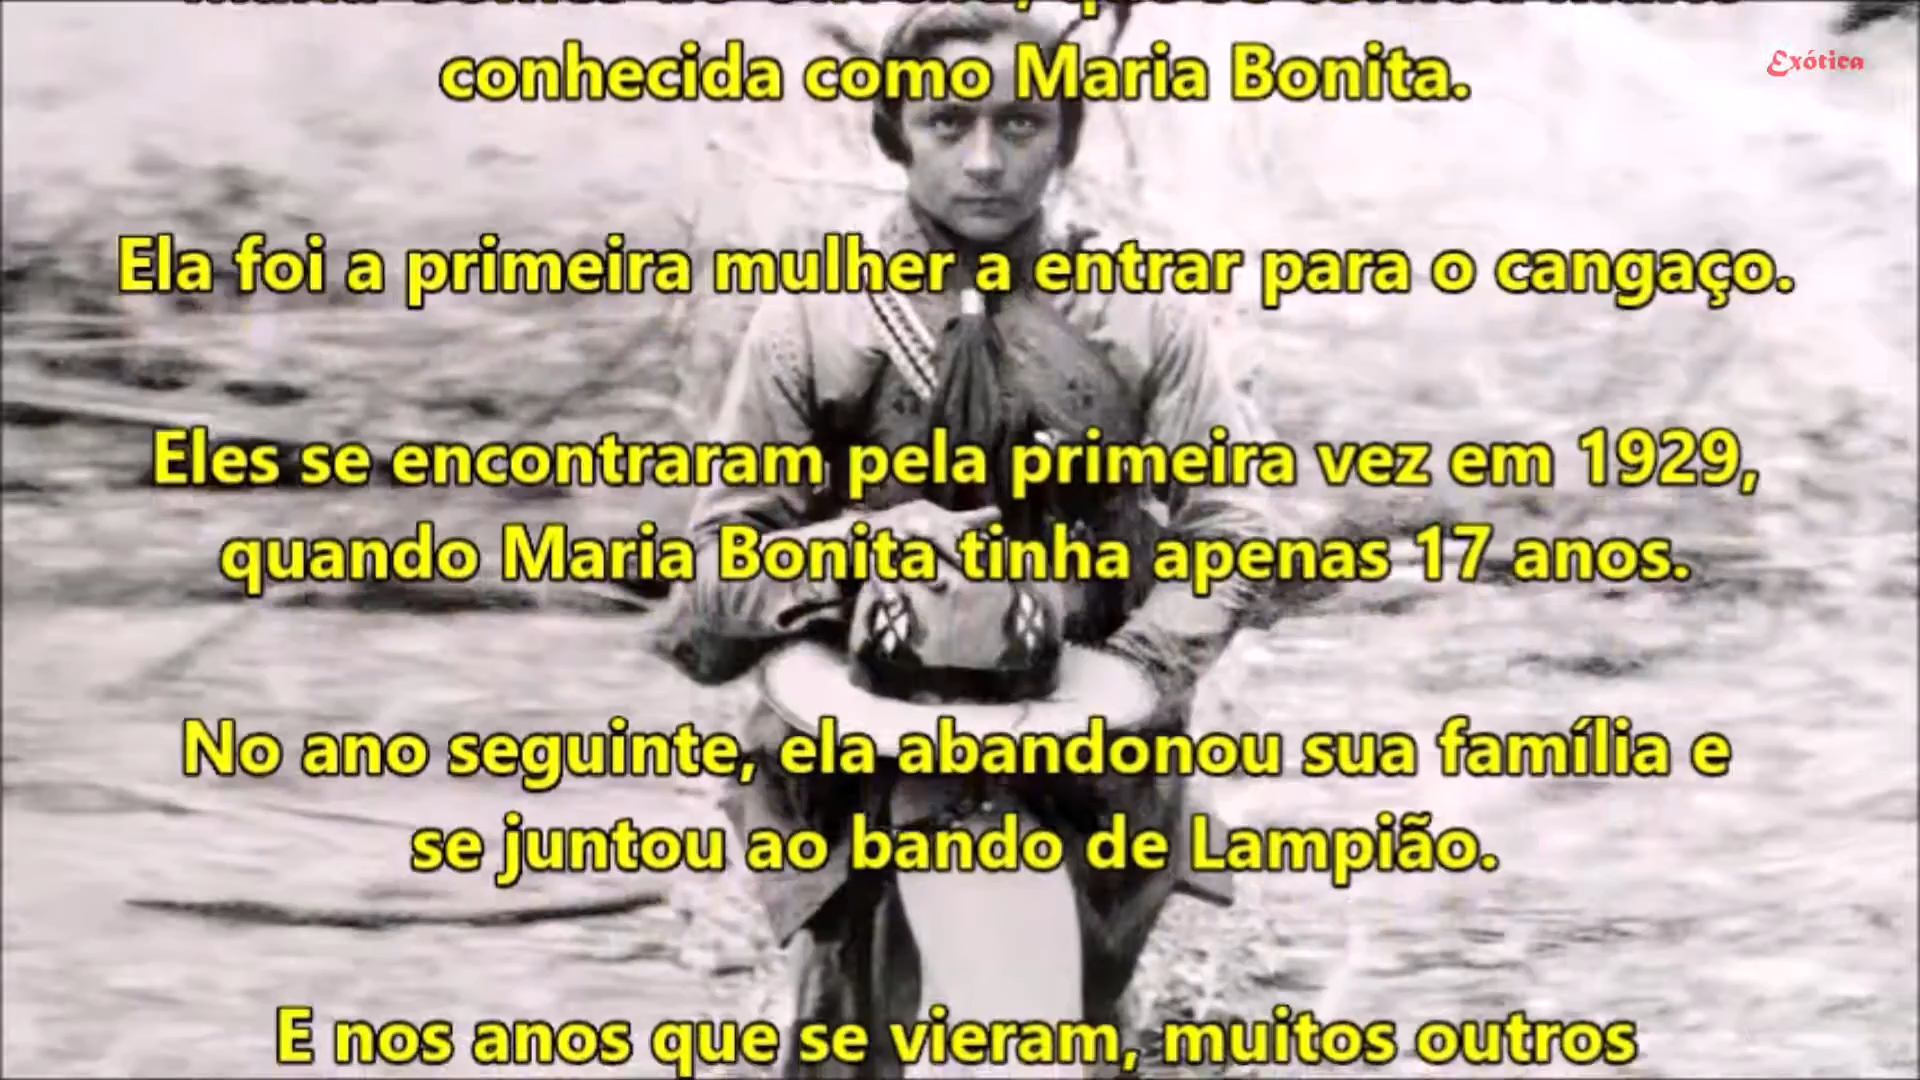 Exótica
conhecida como Maria Bonita.
Ela foi a primeira mulher a entrar para o cangaço.
Eles se encontraram pela primeira vez em 1929,
quando Maria Bonita tinha apenas 17 anos.
No ano seguinte, ela abandonou sua família e
se juntou ao bando de Lampião.
E nos anos que se vieram, muitos outros